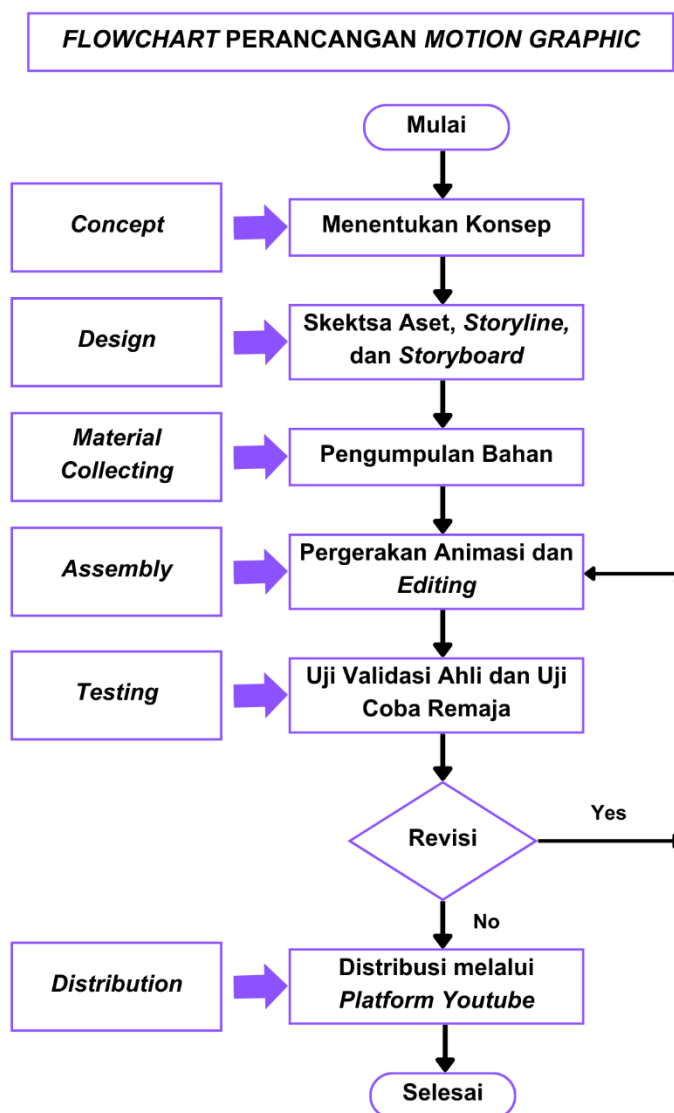 FLOWCHART PERANCANGAN MOTION GRAPHIC
Mulai
Concept
Menentukan Konsep
Design
Skektsa Aset, Storyline,
dan Storyboard
Material
Collecting
Pengumpulan Bahan
Assembly
Pergerakan Animasi dan
Editing
Testing
Uji Validasi Ahli dan Uji
Coba Remaja
Revisi
Yes
No
Distribution
Distribusi melalui
Platform Youtube
Selesai